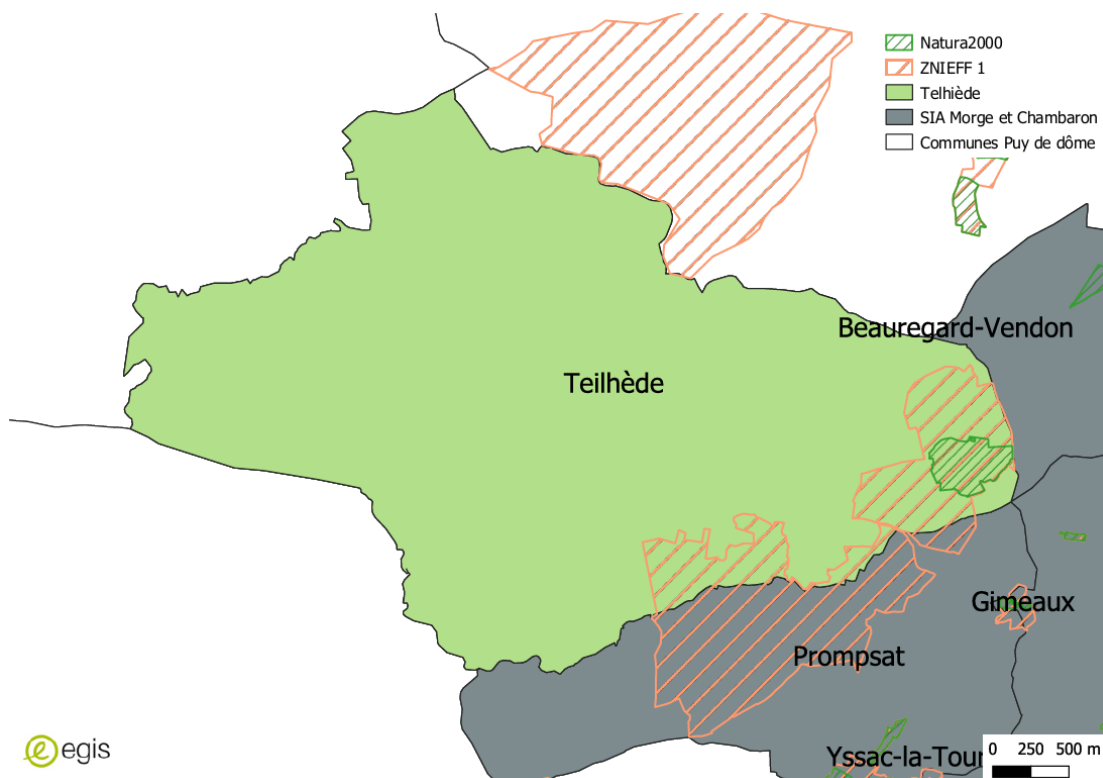 Natura2000
ZNIEFF 1
Telhiède
SIA Morge et Chambaron
Communes Puy de dôme
Beauregard-Vendon
Teilhède
Gimeaux
Prompsat
Yssac-la-Tour
0 250 500 m
egis